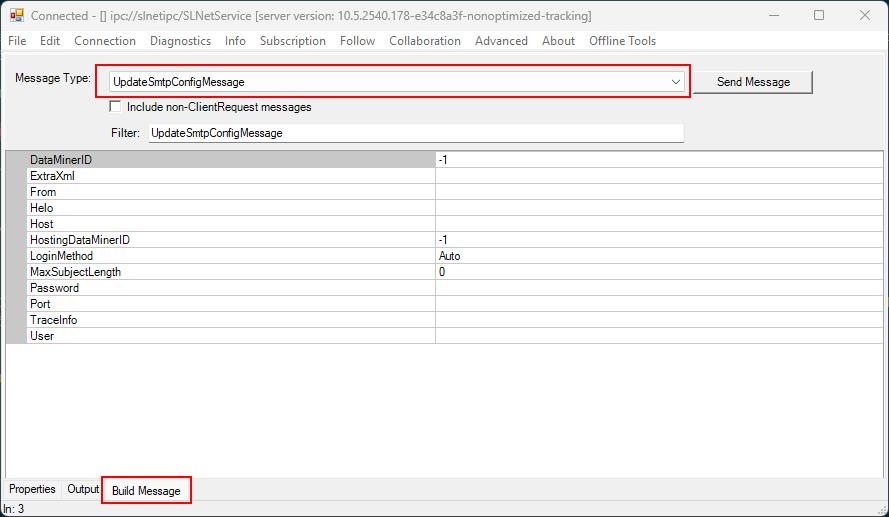 Connected - [] ipc://slnetipc/SLNetService [server version: 10.5.2540.178-e34c8a3f-nonoptimized-tracking]
File Edit Connection Diagnostics Info Subscription Follow Collaboration Advanced About Offline Tools
Message Type: UpdateSmtpConfigMessage Send Message
Include non-ClientRequest messages
Filter: UpdateSmtpConfigMessage
DataMinerID -1
ExtraXml
From
Helo
Host
HostingDataMinerID -1
LoginMethod Auto
MaxSubjectLength 0
Password
Port
TraceInfo
User
Properties Output Build Message
In: 3